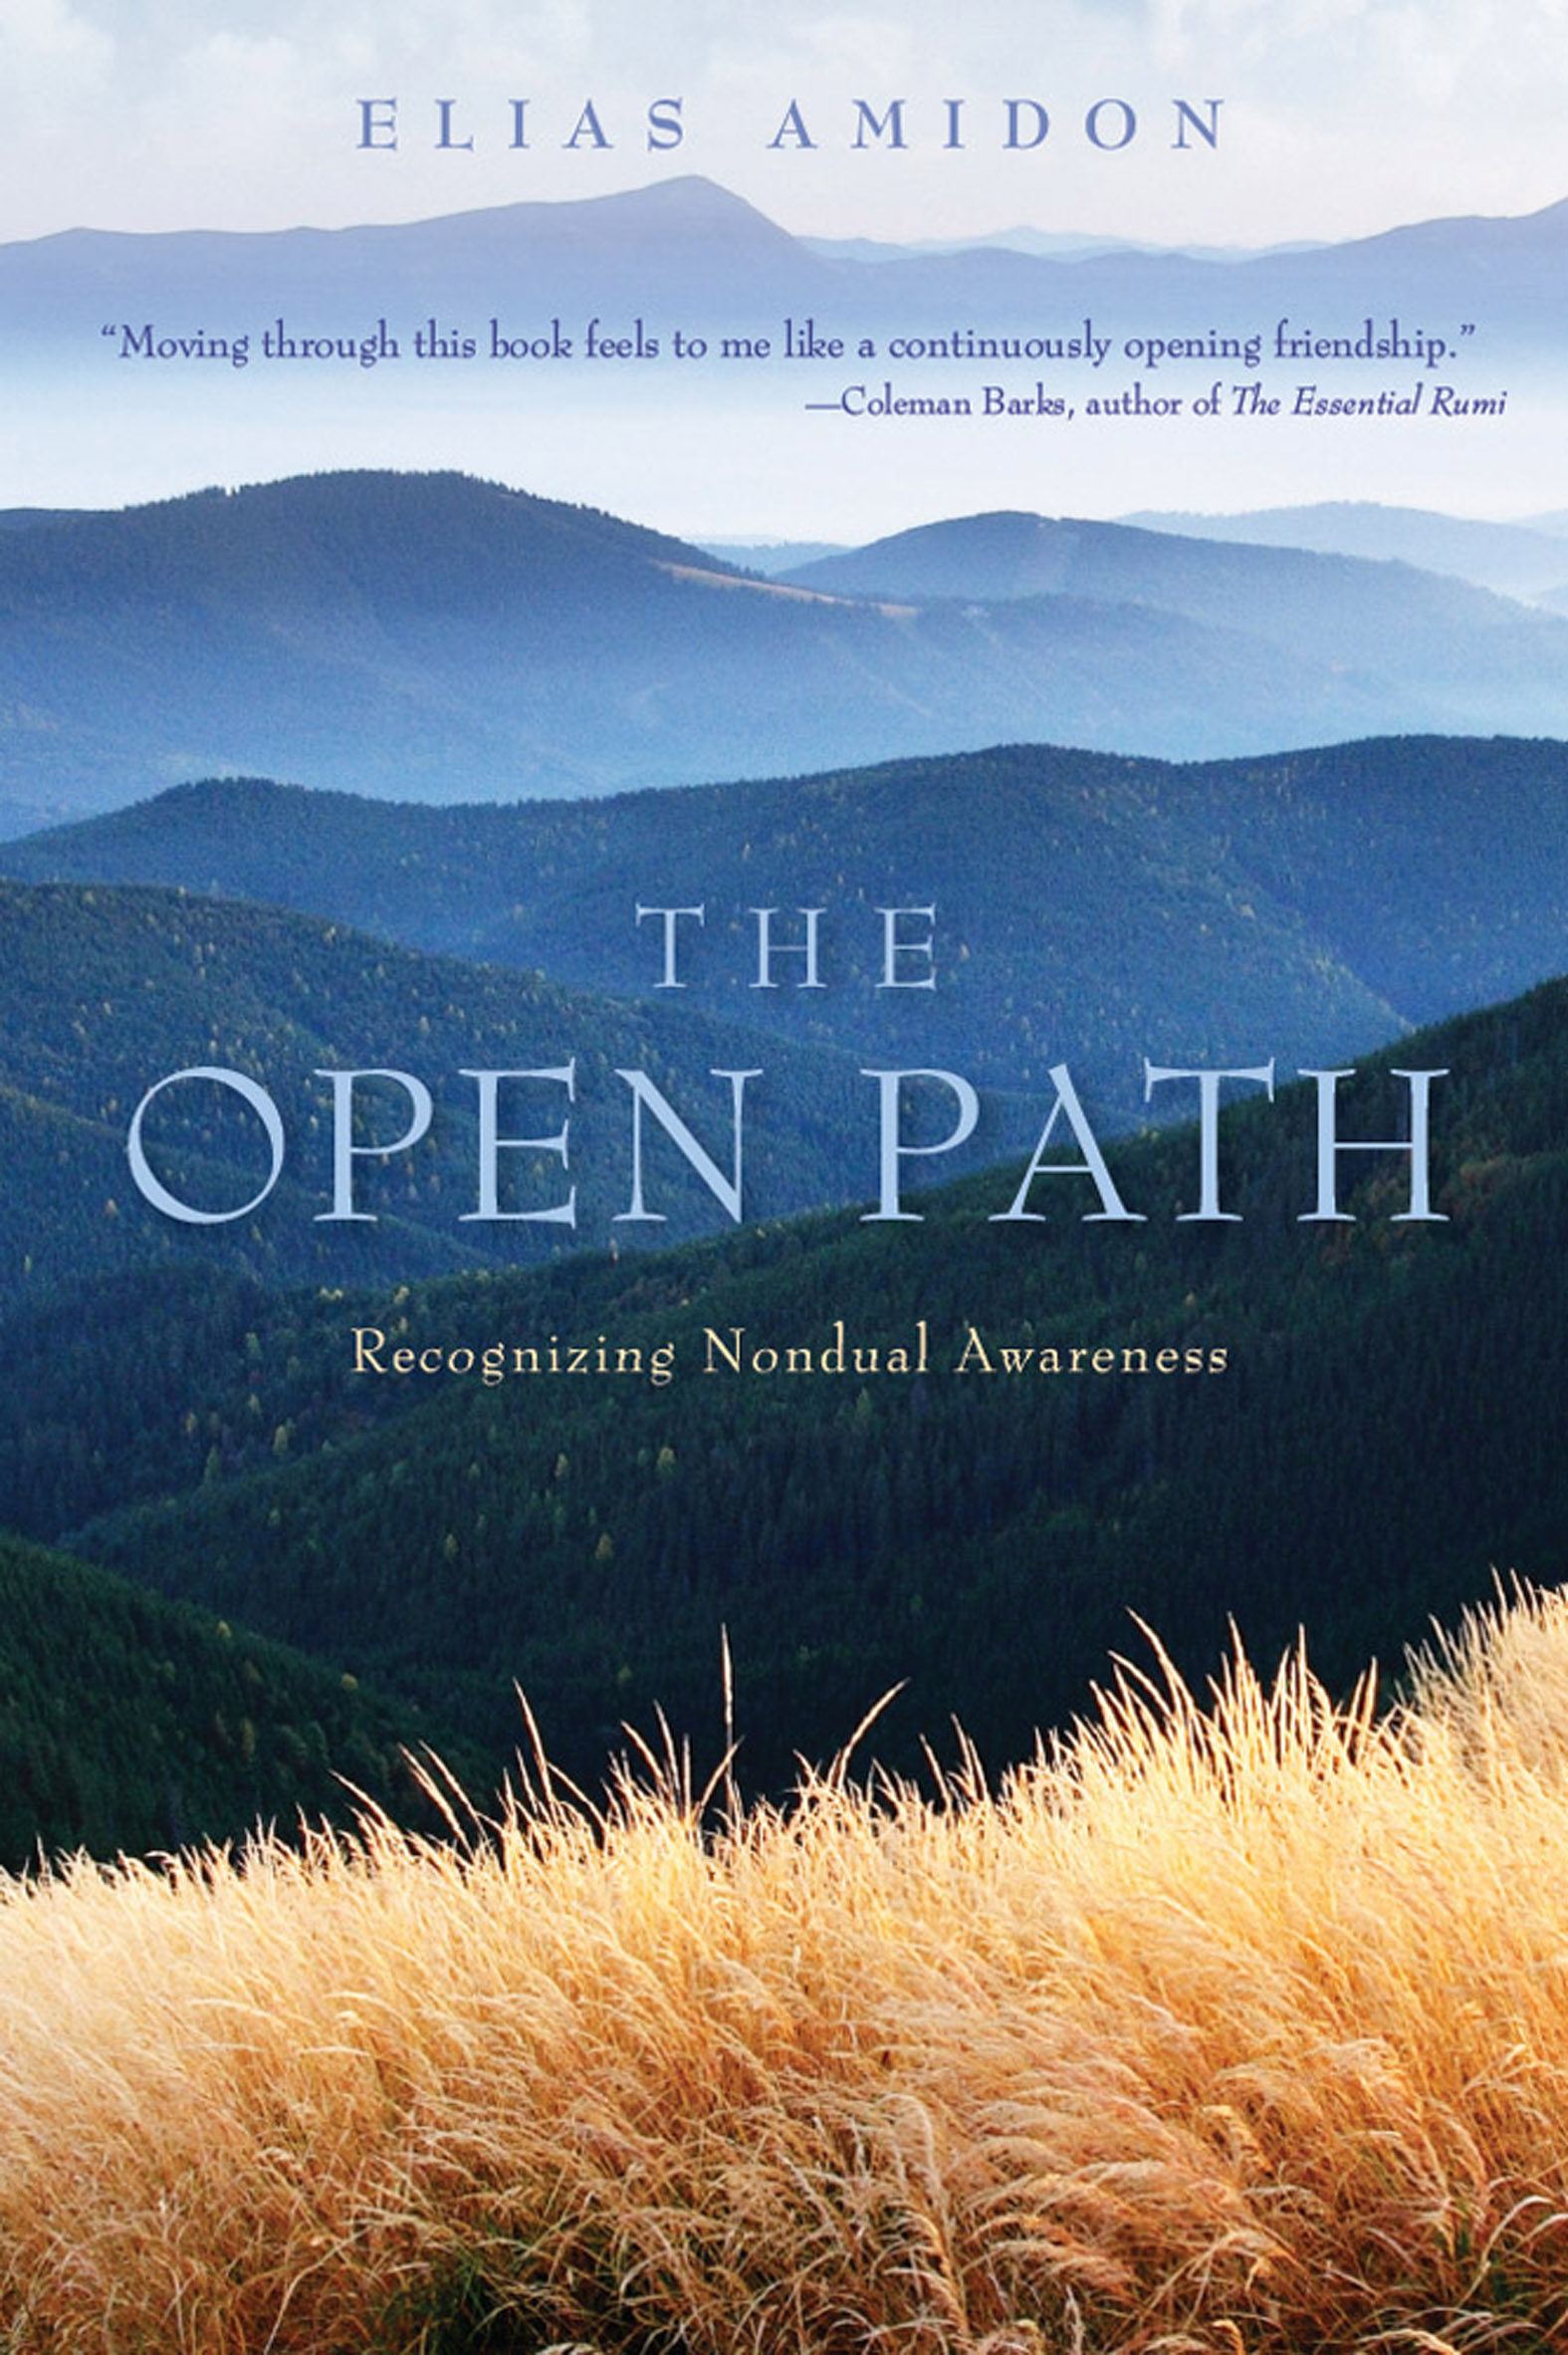 ELIAS AMIDON
“Moving through this book feels to me like a continuously opening friendship.”
—Coleman Barks, author of The Essential Rumi
THE
OPEN PATH
Recognizing Nondual Awareness